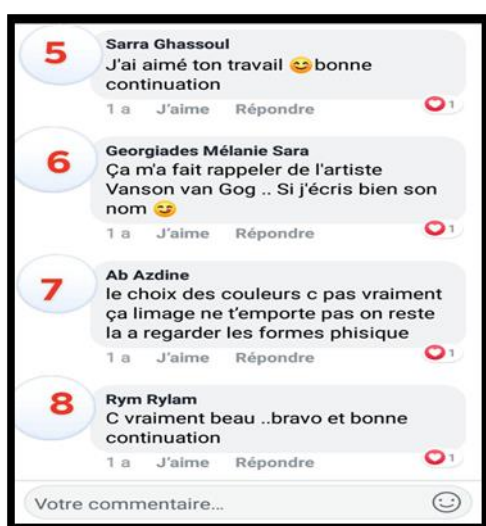 5
Sarra Ghassoul
J'ai aimé ton travail 😊bonne
continuation
1 a J'aime Répondre 1
6
Georgiades Mélanie Sara
Ça m'a fait rappeler de l'artiste
Vanson van Gog .. Si j'écris bien son
nom 😅
1 a J'aime Répondre 1
7
Ab Azdine
le choix des couleurs c pas vraiment
ça limage ne t'emporte pas on reste
la a regarder les formes phisique
1 a J'aime Répondre 1
8
Rym Rylam
C vraiment beau ..bravo et bonne
continuation
1 a J'aime Répondre 1
Votre commentaire...